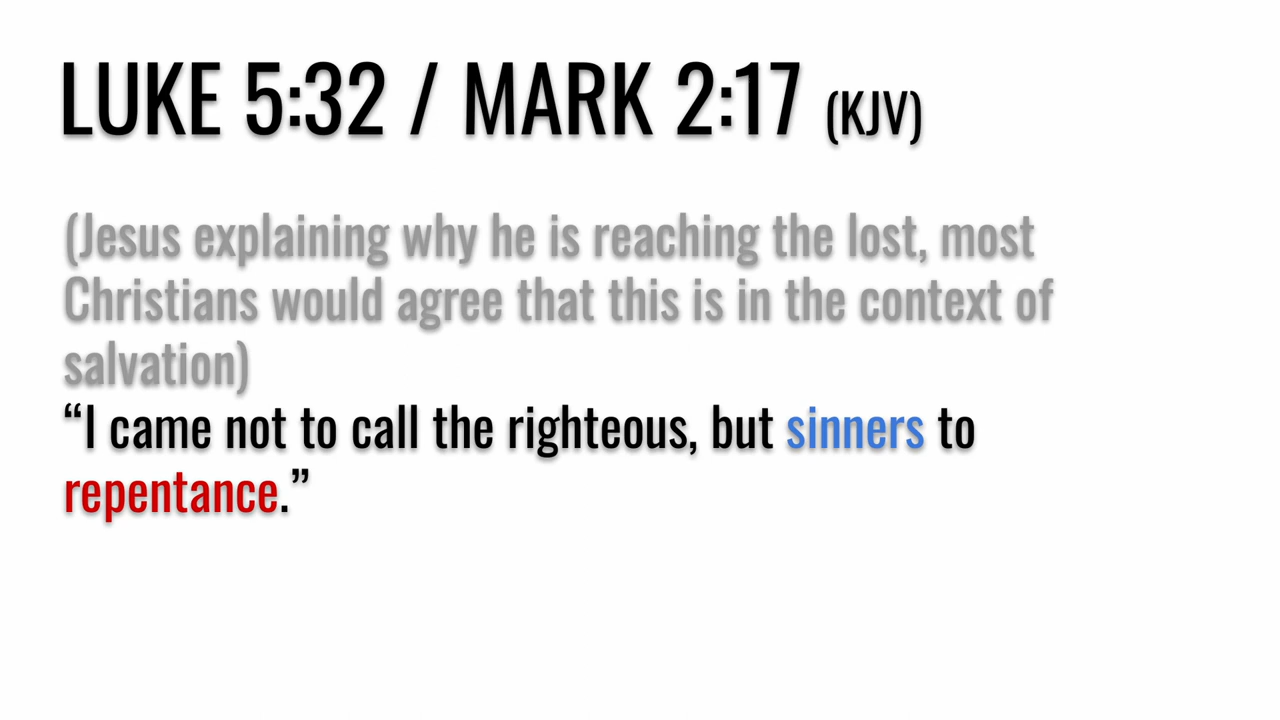 LUKE 5:32 / MARK 2:17 (KJV)
(Jesus explaining why he is reaching the lost, most
Christians would agree that this is in the context of
salvation)
“I came not to call the righteous, but sinners to
repentance.”